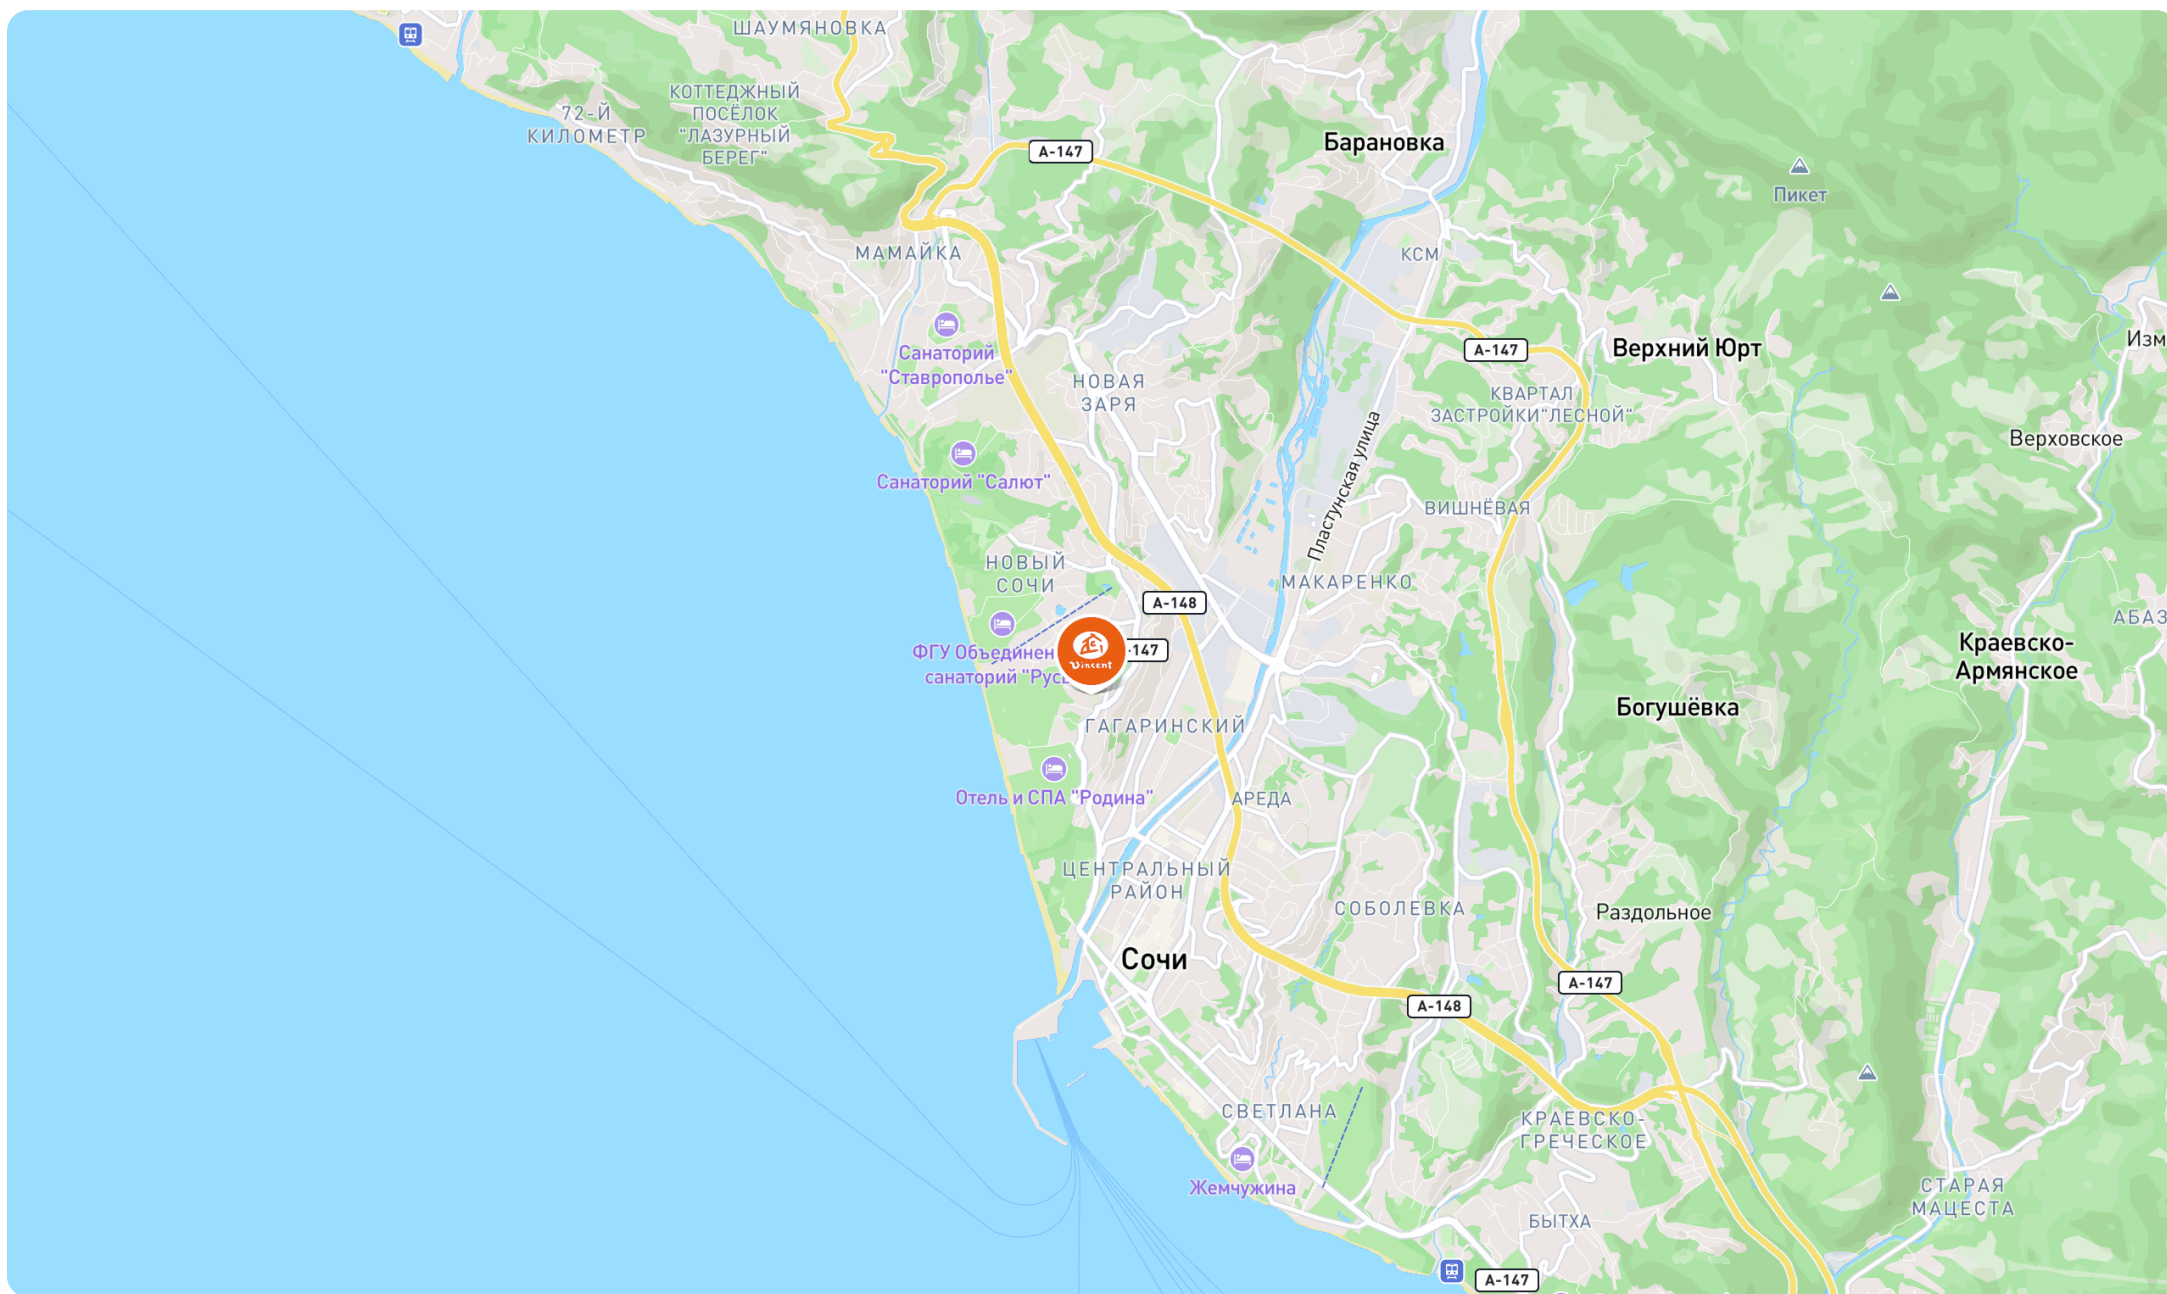 ШАУМЯНОВКА
КОТТЕДЖНЫЙ
ПОСЁЛОК
"ЛАЗУРНЫЙ
БЕРЕГ"
72-Й
КИЛОМЕТР
А-147
Барановка
Пикет
МАМАЙКА
КСМ
Санаторий
"Ставрополье"
НОВАЯ
ЗАРЯ
А-147
Верхний Юрт
Изм
КВАРТАЛ
ЗАСТРОЙКИ"ЛЕСНОЙ"
Верховское
Пластунская улица
Санаторий "Салют"
ВИШНЁВАЯ
НОВЫЙ
СОЧИ
МАКАРЕНКО
А-148
АБАЗ
ФГУ Объединен
санаторий "Русь
Vincent
-147
Краевско-
Армянское
Богушёвка
ГАГАРИНСКИЙ
Отель и СПА "Родина"
АРЕДА
ЦЕНТРАЛЬНЫЙ
РАЙОН
СОБОЛЕВКА
Раздольное
Сочи
А-147
А-148
СВЕТЛАНА
КРАЕВСКО-
ГРЕЧЕСКОЕ
Жемчужина
СТАРАЯ
МАЦЕСТА
БЫТХА
А-147